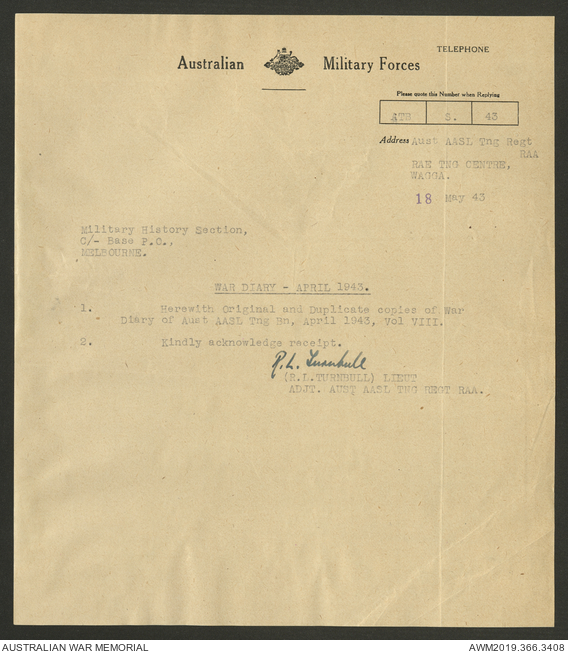 TELEPHONE
Australian Military Forces
Please quote this Number when Replying
ATB S. 43
Address Aust AASL Tng Regt
RAA
RAE TNG CENTRE,
WAGGA.
18 May 43
Military History Section,
C/- Base P.O.,
MELBOURNE.
WAR DIARY - APRIL 1943.
1. Herewith Original and Duplicate copies of War
Diary of Aust AASL Tng Bn, April 1943, Vol VIII.
2. Kindly acknowledge receipt.
R.L. Turnbull
(R.L.TURNBULL) LIEUT
ADJT. AUST AASL TNG REGT RAA.
AUSTRALIAN WAR MEMORIAL
AWM2019.366.3408